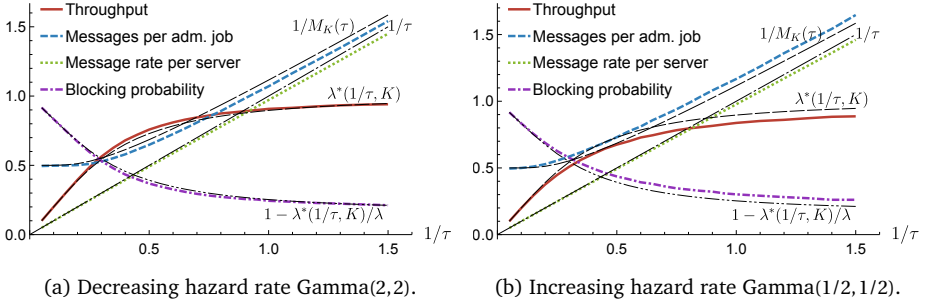 Throughput
Messages per adm. job
Message rate per server
Blocking probability
1/M_K(τ)
1/τ
λ*(1/τ, K)
1 − λ*(1/τ, K)/λ
1.5
1.0
0.5
0.0
0.5 1.0 1.5 1/τ
(a) Decreasing hazard rate Gamma(2,2).
Throughput
Messages per adm. job
Message rate per server
Blocking probability
1/M_K(τ)
1/τ
λ*(1/τ, K)
1 − λ*(1/τ, K)/λ
1.5
1.0
0.5
0.0
0.5 1.0 1.5 1/τ
(b) Increasing hazard rate Gamma(1/2,1/2).